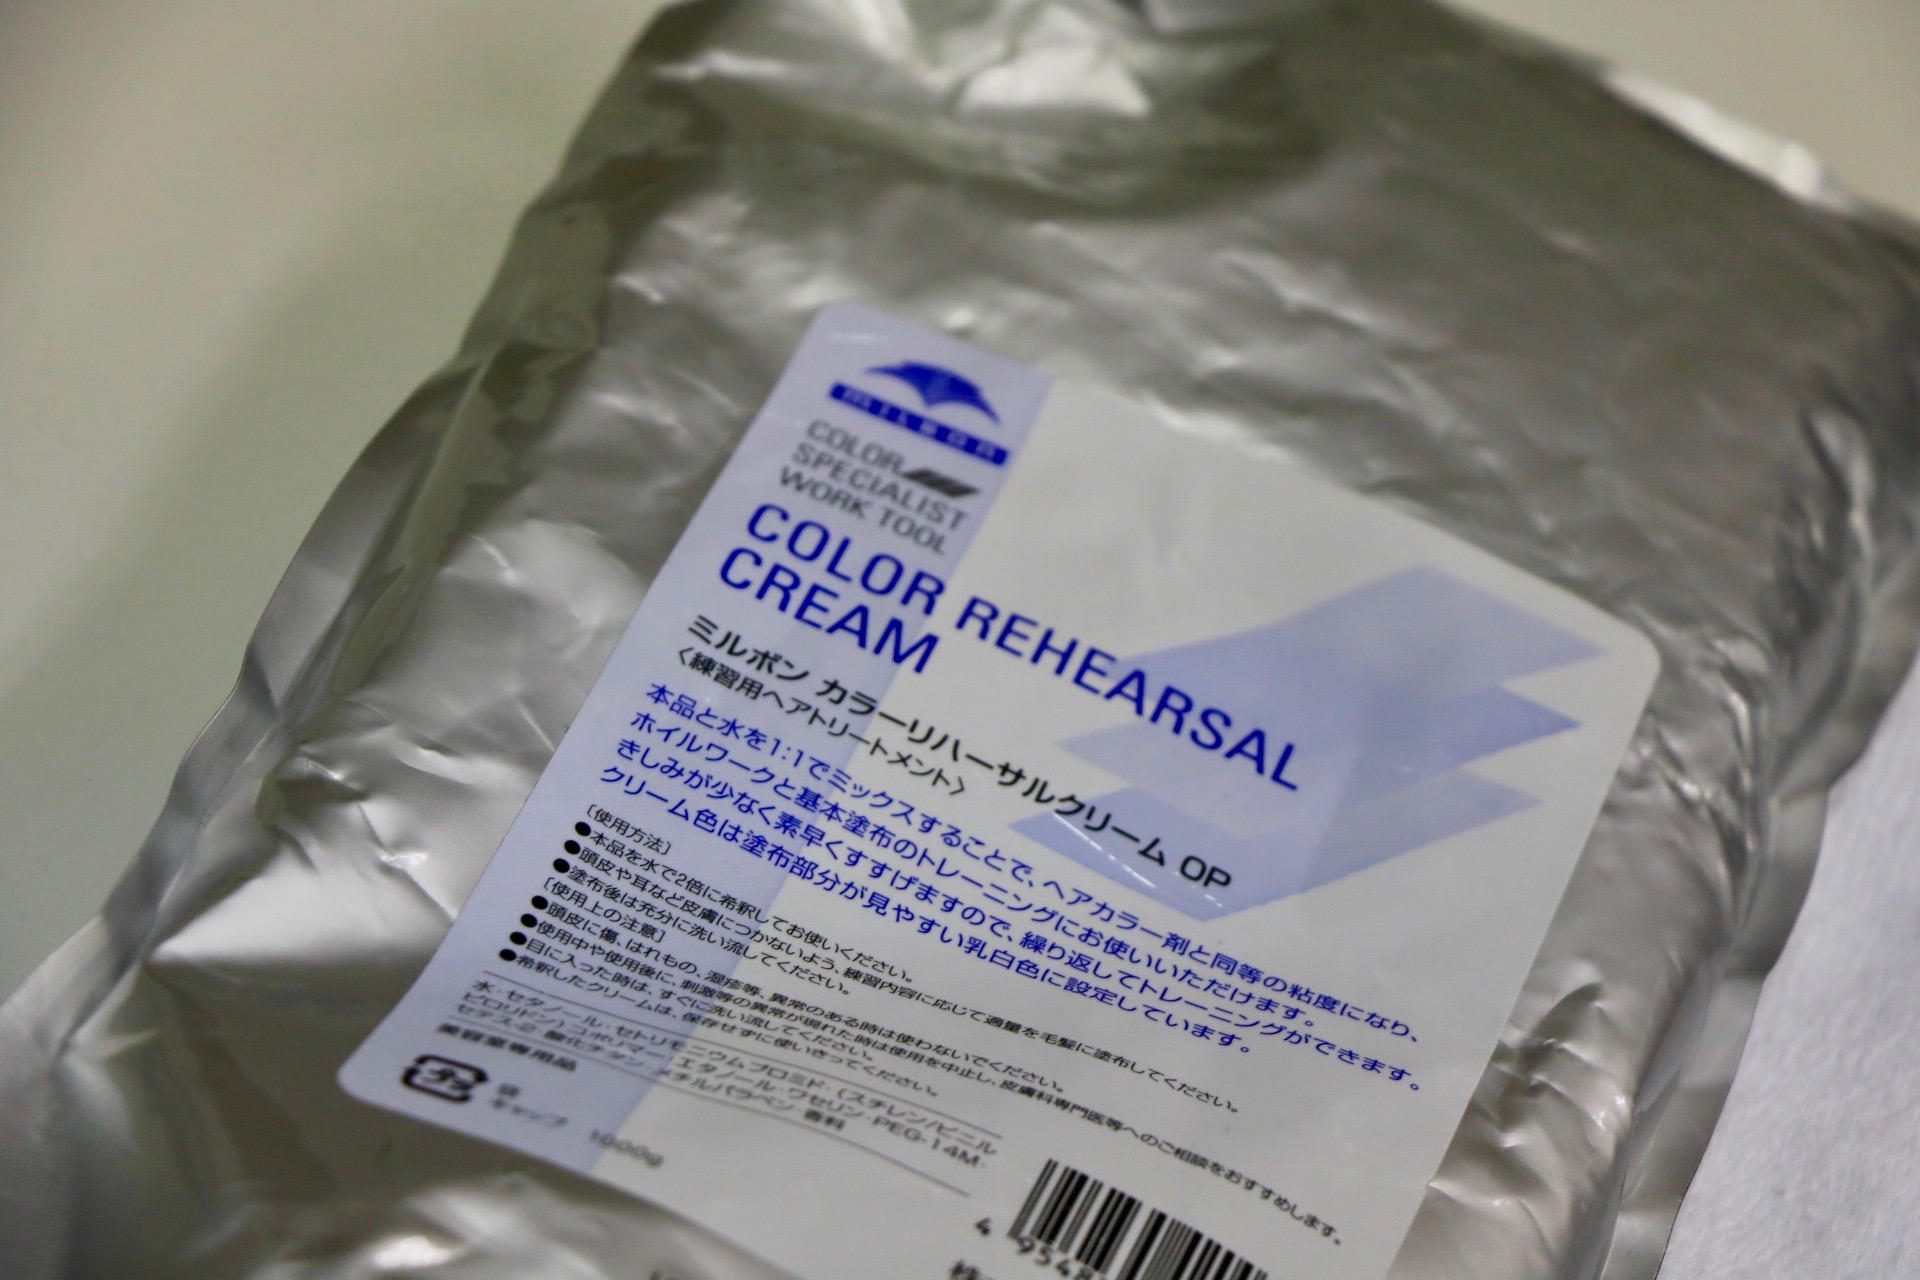 milbon
COLOR
SPECIALIST
WORK TOOL
COLOR REHEARSAL
CREAM
ミルボン カラーリハーサルクリーム OP
〈練習用ヘアトリートメント〉
本品と水を1:1でミックスすることで、ヘアカラー剤と同等の粘度になり、
ホイルワークと基本塗布のトレーニングにお使いいただけます。
きしみが少なく素早くすすげますので、繰り返してトレーニングができます。
クリーム色は塗布部分が見やすい乳白色に設定しています。
［使用方法］
●本品を水で2倍に希釈してお使いください。
●頭皮や耳など皮膚につかないよう、練習内容に応じて適量を毛髪に塗布してください。
●塗布後は充分に洗い流してください。
［使用上の注意］
●頭皮に傷、はれもの、湿疹等、異常のある時は使わないでください。
●使用中や使用後に、刺激等の異常が現れた時は使用を中止し、皮膚科専門医等へのご相談をおすすめします。
●目に入った時は、すぐに洗い流してください。
●希釈したクリームは、保存せずに使いきってください。
水・セタノール・セトリモニウムブロミド・(スチレン/ビニル
ピロリドン)コポリマー・エタノール・ワセリン・PEG-14M・
セテス-2・酸化チタン・メチルパラベン・香料
美容室専用品
プラ
袋
キャップ
1000g
4 9548
株